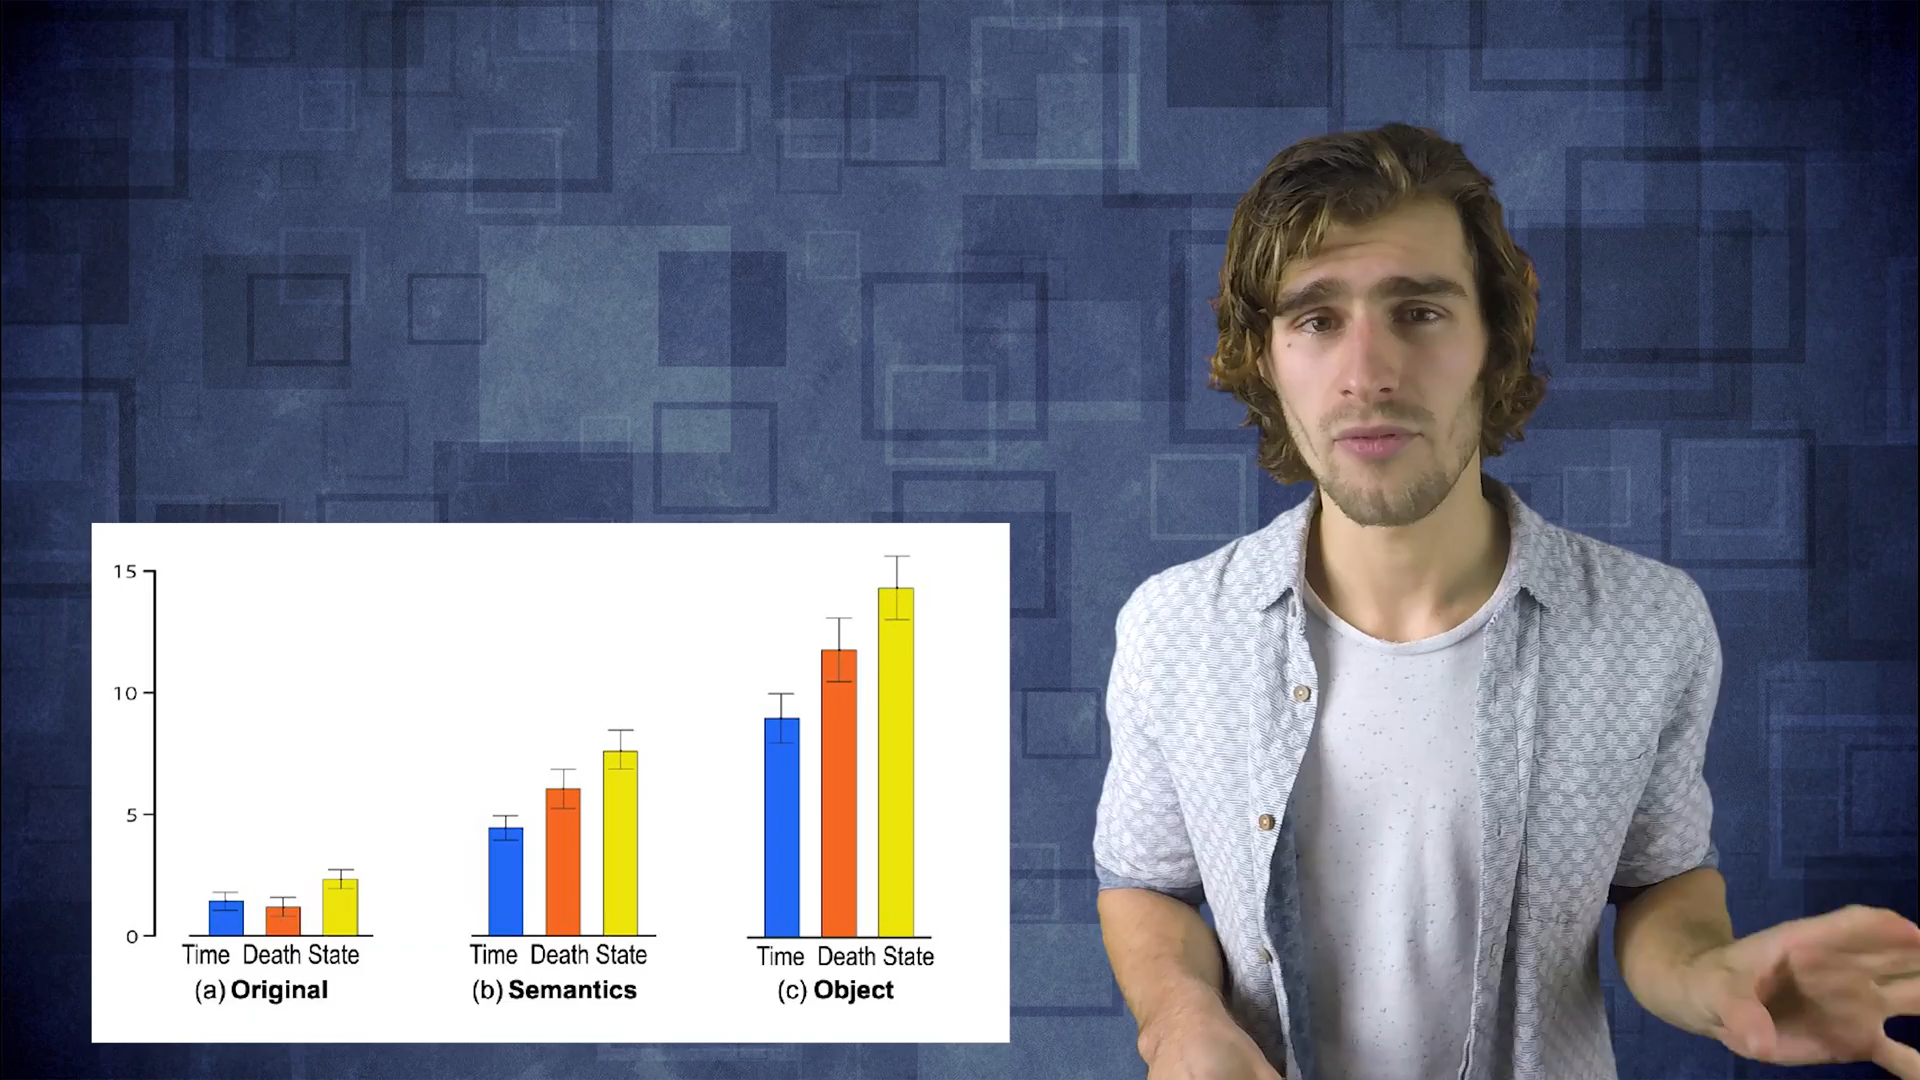 15
10
5
0
Time Death State
(a) Original
Time Death State
(b) Semantics
Time Death State
(c) Object